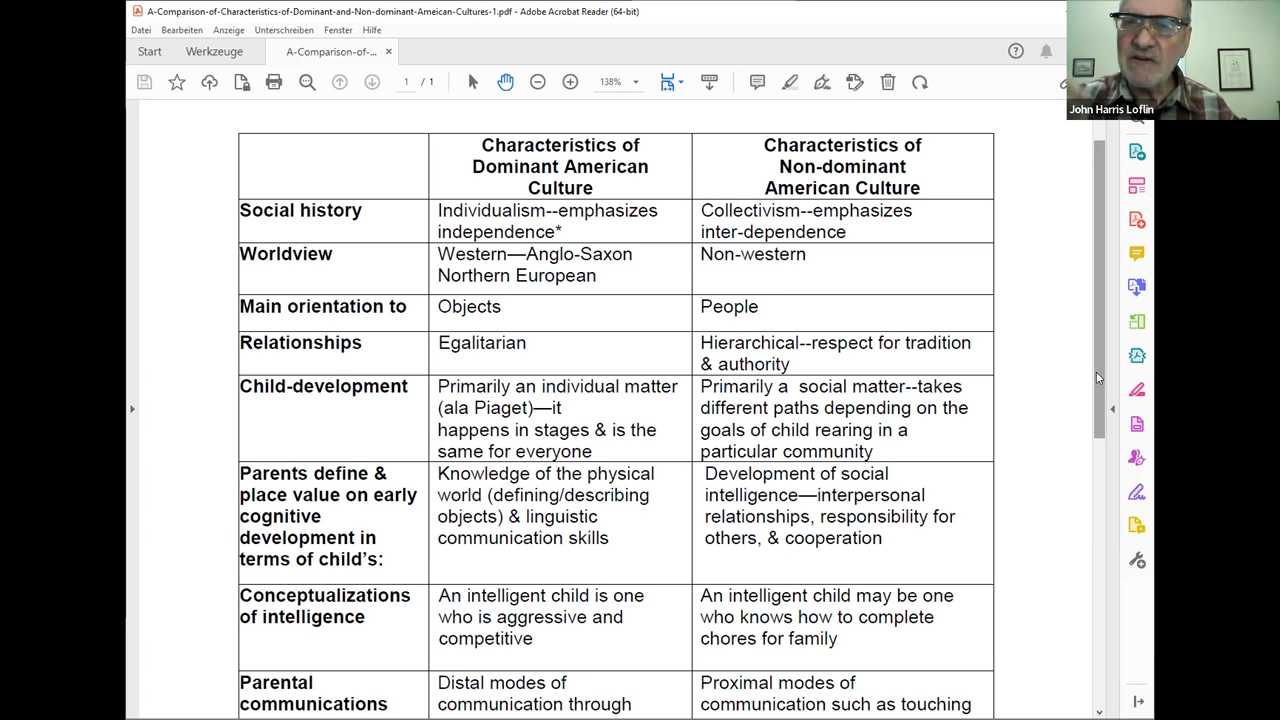 A-Comparison-of-Characteristics-of-Dominant-and-Non-dominant-Ameican-Cultures-1.pdf - Adobe Acrobat Reader (64-bit)
Datei Bearbeiten Anzeige Unterschreiben Fenster Hilfe
Start Werkzeuge A-Comparison-of-...
1 / 1 138%
John Harris Loflin
Characteristics of
Dominant American
Culture
Characteristics of
Non-dominant
American Culture
Social history
Individualism--emphasizes
independence*
Collectivism--emphasizes
inter-dependence
Worldview
Western—Anglo-Saxon
Northern European
Non-western
Main orientation to
Objects
People
Relationships
Egalitarian
Hierarchical--respect for tradition
& authority
Child-development
Primarily an individual matter
(ala Piaget)—it
happens in stages & is the
same for everyone
Primarily a  social matter--takes
different paths depending on the
goals of child rearing in a
particular community
Parents define &
place value on early
cognitive
development in
terms of child’s:
Knowledge of the physical
world (defining/describing
objects) & linguistic
communication skills
Development of social
intelligence—interpersonal
relationships, responsibility for
others, & cooperation
Conceptualizations
of intelligence
An intelligent child is one
who is aggressive and
competitive
An intelligent child may be one
who knows how to complete
chores for family
Parental
communications
Distal modes of
communication through
Proximal modes of
communication such as touching